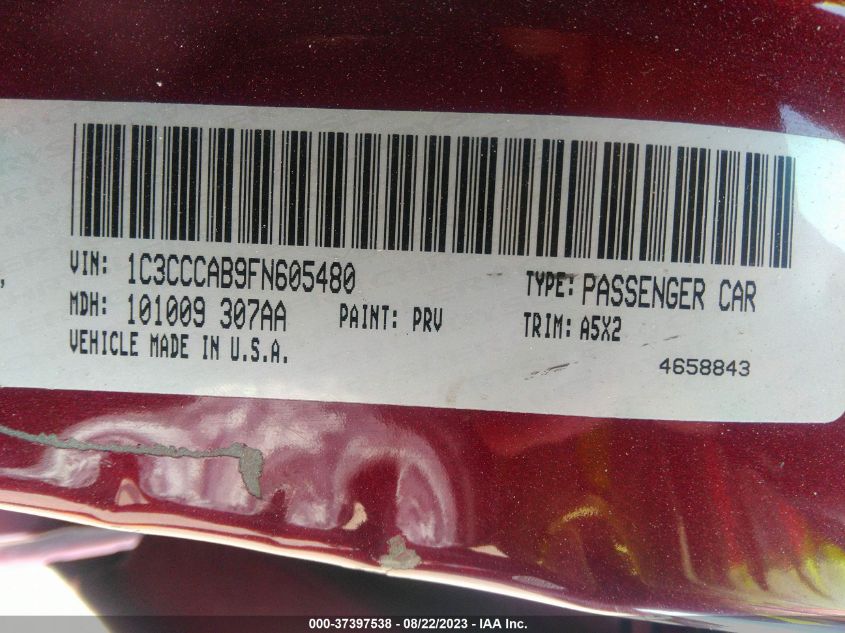 VIN: 1C3CCCAB9FN605480 TYPE: PASSENGER CAR
MDH: 101009 307AA PAINT: PRV TRIM: A5X2
VEHICLE MADE IN U.S.A. 4658843
000-37397538 - 08/22/2023 - IAA Inc.